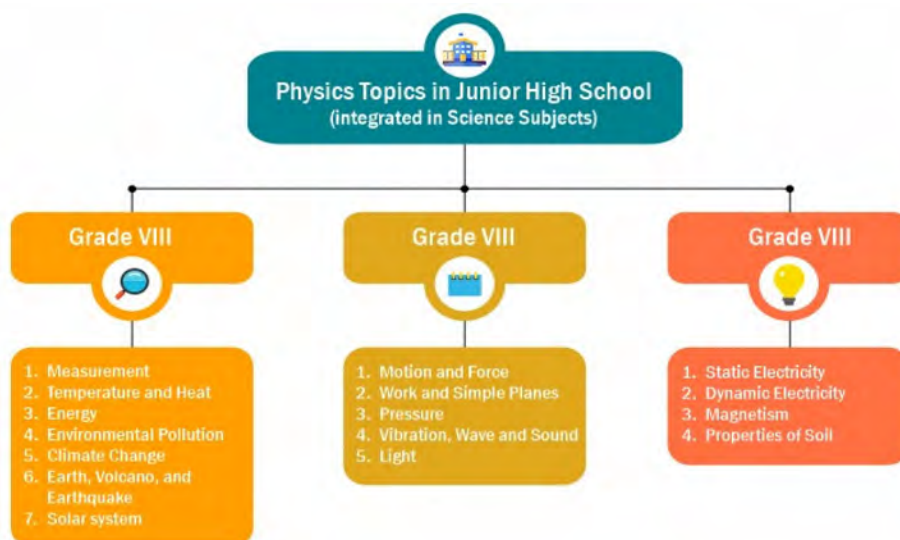 Physics Topics in Junior High School
(integrated in Science Subjects)
Grade VIII
1. Measurement
2. Temperature and Heat
3. Energy
4. Environmental Pollution
5. Climate Change
6. Earth, Volcano, and
Earthquake
7. Solar system
Grade VIII
1. Motion and Force
2. Work and Simple Planes
3. Pressure
4. Vibration, Wave and Sound
5. Light
Grade VIII
1. Static Electricity
2. Dynamic Electricity
3. Magnetism
4. Properties of Soil